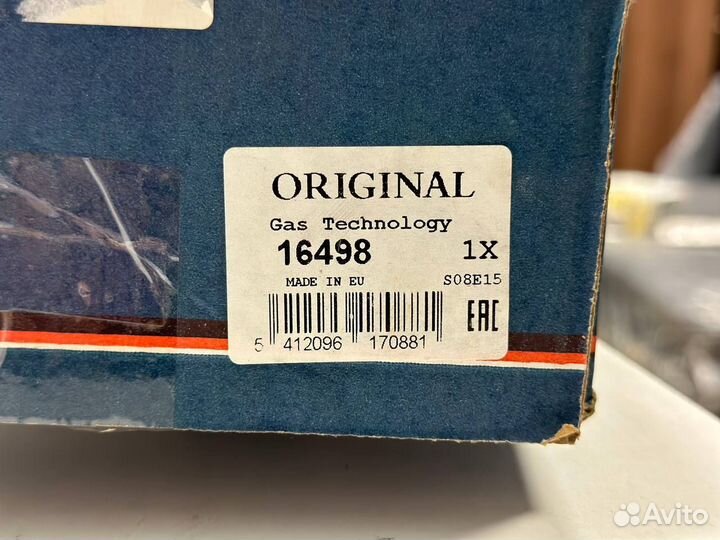 ORIGINAL
Gas Technology
16498 1X
MADE IN EU S08E15
5 412096 170881 EAC
Avito